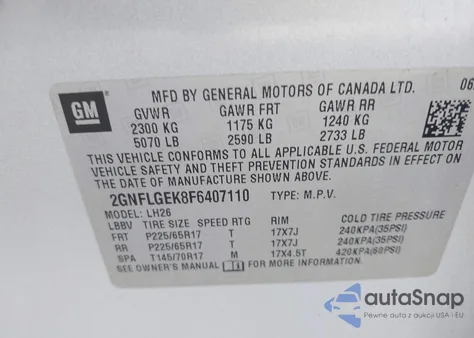 GM
MFD BY GENERAL MOTORS OF CANADA LTD. 06
GVWR GAWR FRT GAWR RR
2300 KG 1175 KG 1240 KG
5070 LB 2590 LB 2733 LB
THIS VEHICLE CONFORMS TO ALL APPLICABLE U.S. FEDERAL MOTOR
VEHICLE SAFETY AND THEFT PREVENTION STANDARDS IN EFFECT ON
THE DATE OF MANUFACTURE SHOWN ABOVE.
2GNFLGEK8F6407110 TYPE: M.P.V.
MODEL: LH26
LBBV TIRE SIZE SPEED RTG RIM COLD TIRE PRESSURE
FRT P225/65R17 T 17X7J 240KPA(35PSI)
RR P225/65R17 T 17X7J 240KPA(35PSI)
SPA T145/70R17 M 17X4.5T 420KPA(60PSI)
SEE OWNER'S MANUAL FOR MORE INFORMATION.
autoSnap
Pewne auta z aukcji USA i EU